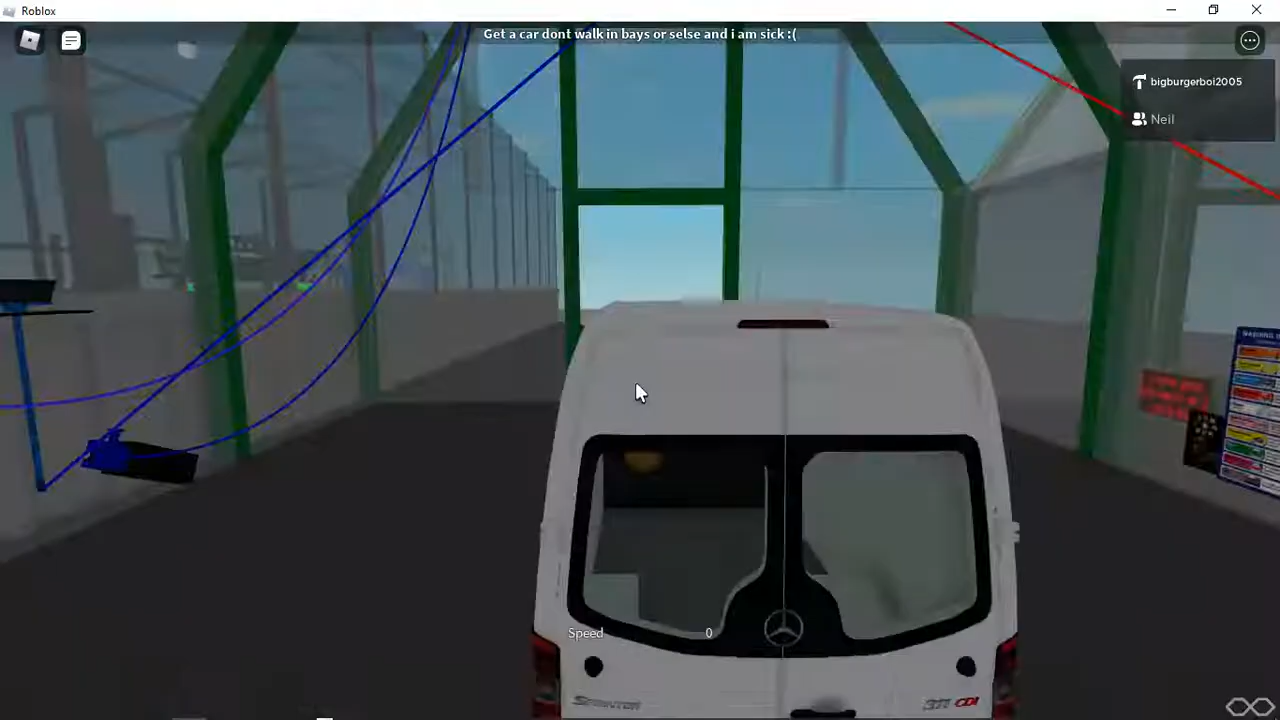 Roblox
Get a car dont walk in bays or selse and i am sick :(
bigburgerboi2005
Neil
Speed 0
SPRINTER
311 CDI